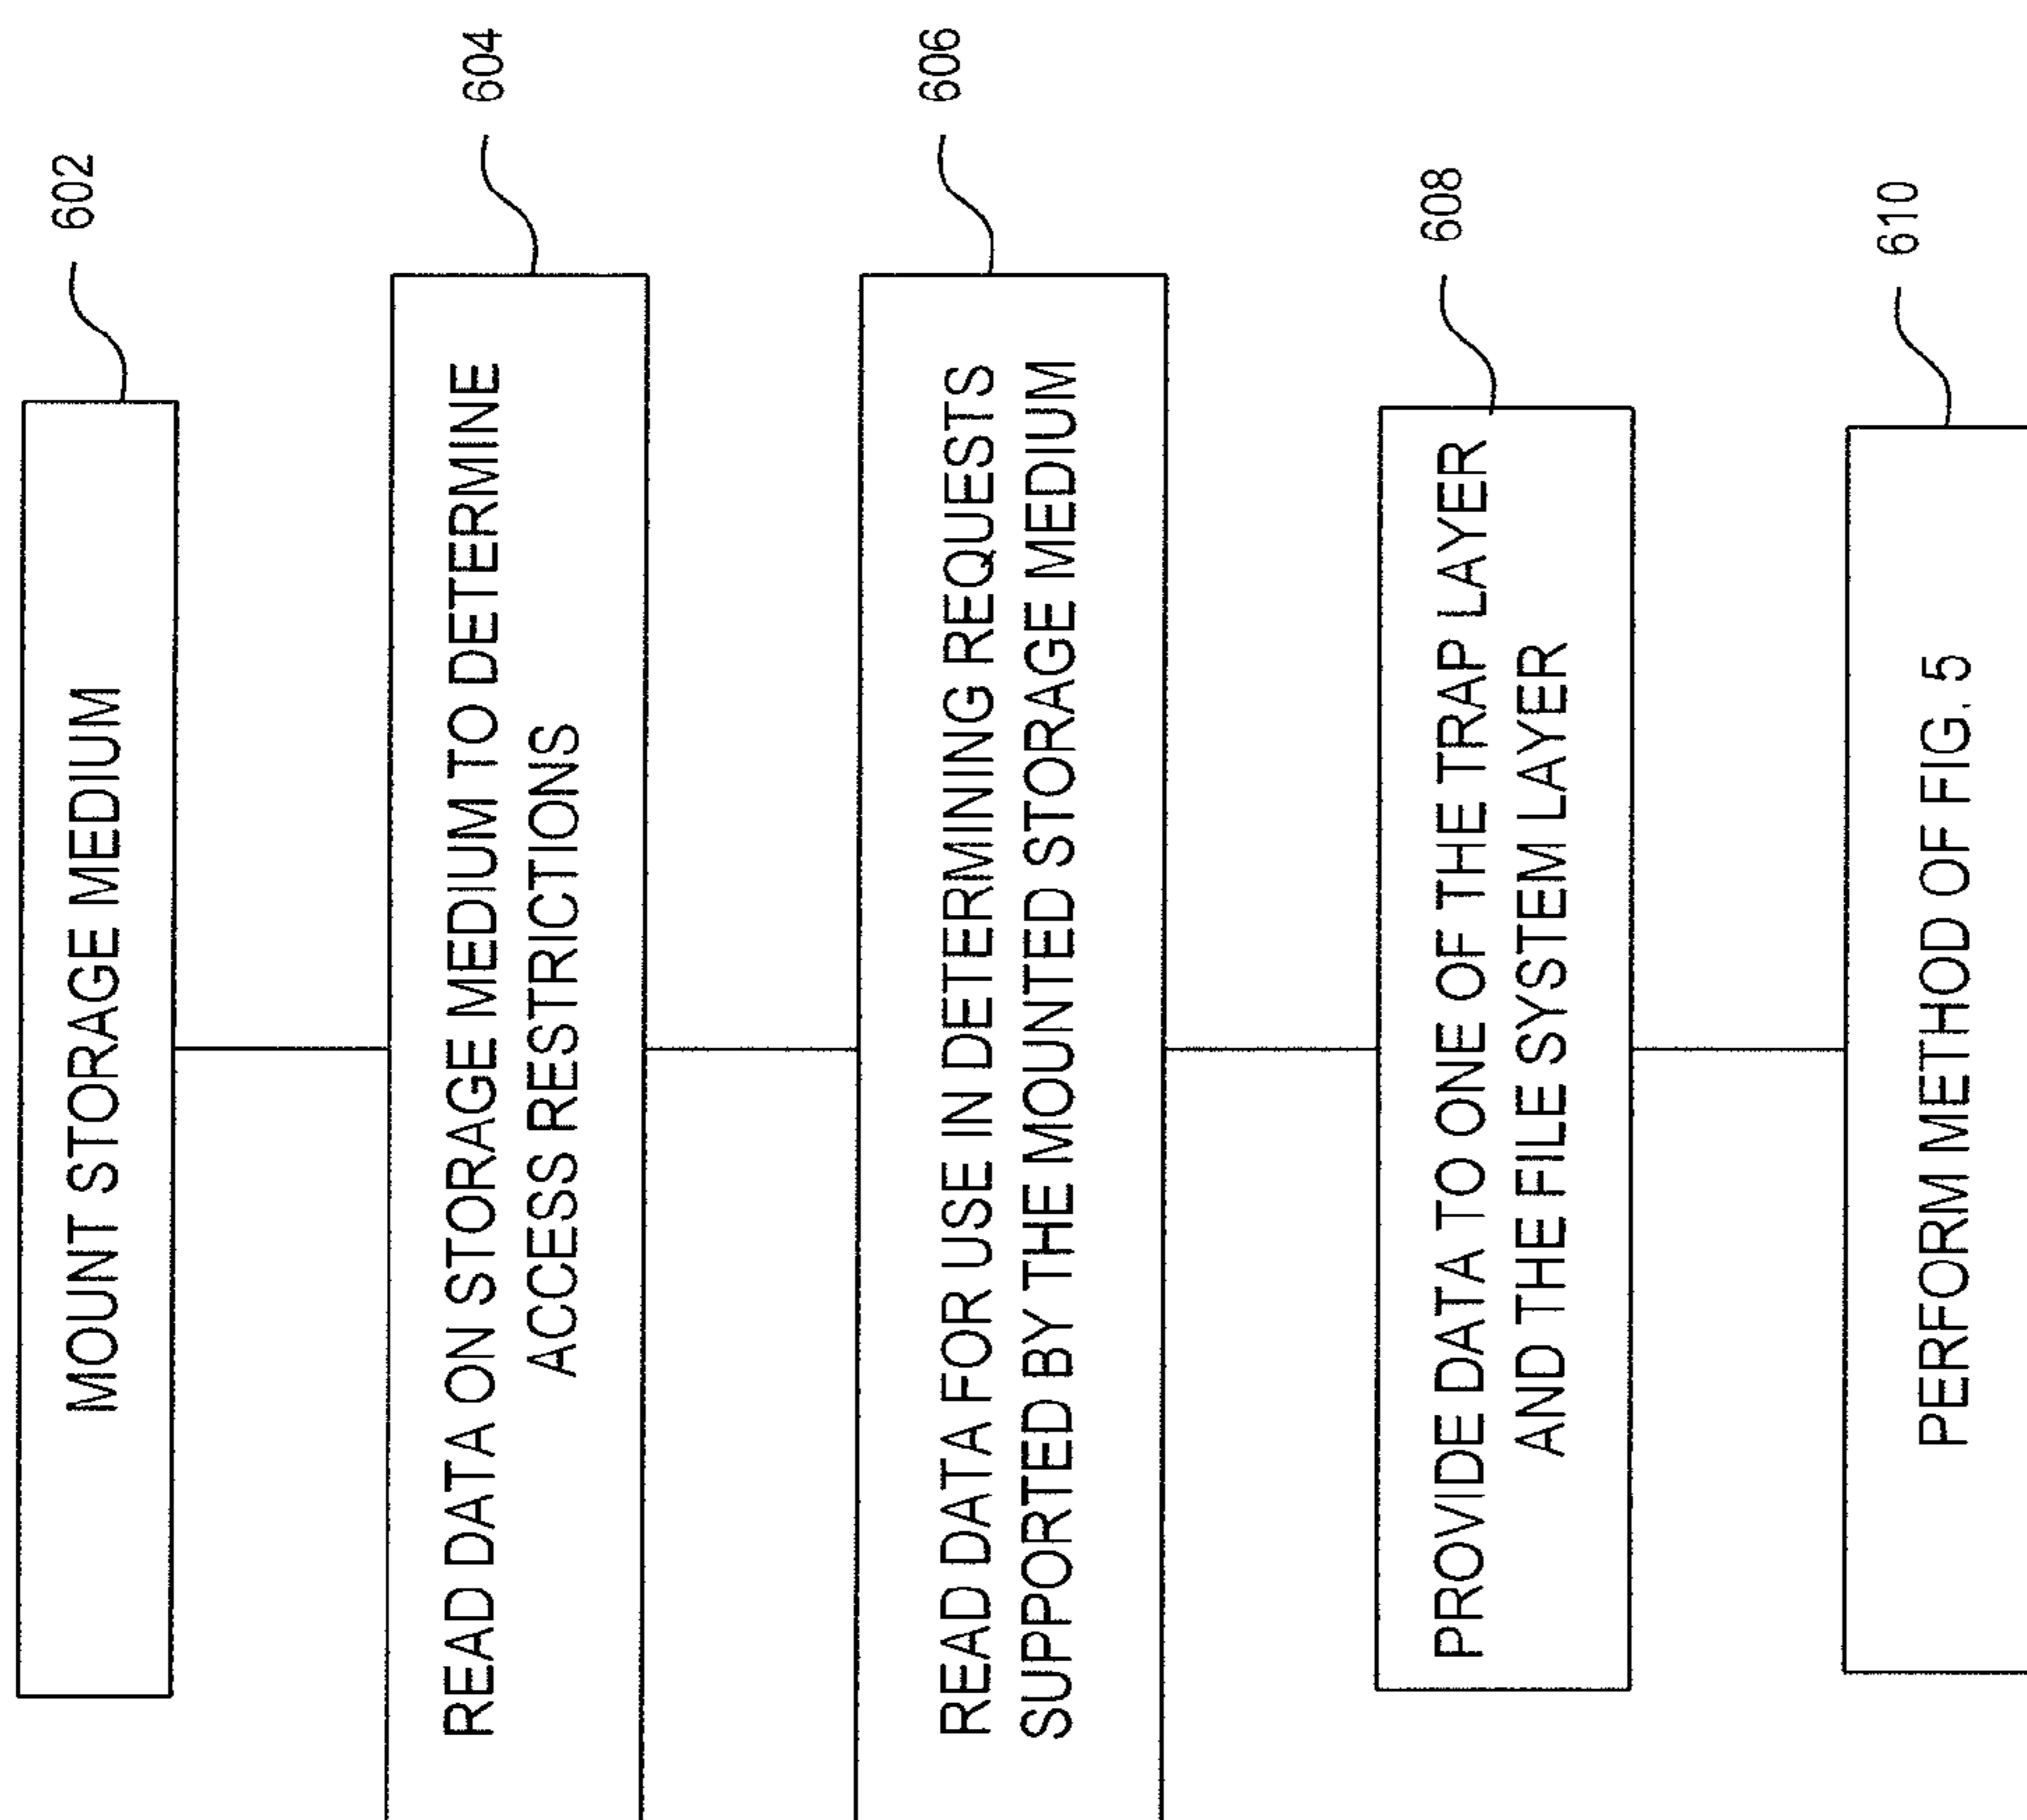 602
MOUNT STORAGE MEDIUM
604
READ DATA ON STORAGE MEDIUM TO DETERMINE
ACCESS RESTRICTIONS
606
READ DATA FOR USE IN DETERMINING REQUESTS
SUPPORTED BY THE MOUNTED STORAGE MEDIUM
608
PROVIDE DATA TO ONE OF THE TRAP LAYER
AND THE FILE SYSTEM LAYER
610
PERFORM METHOD OF FIG. 5